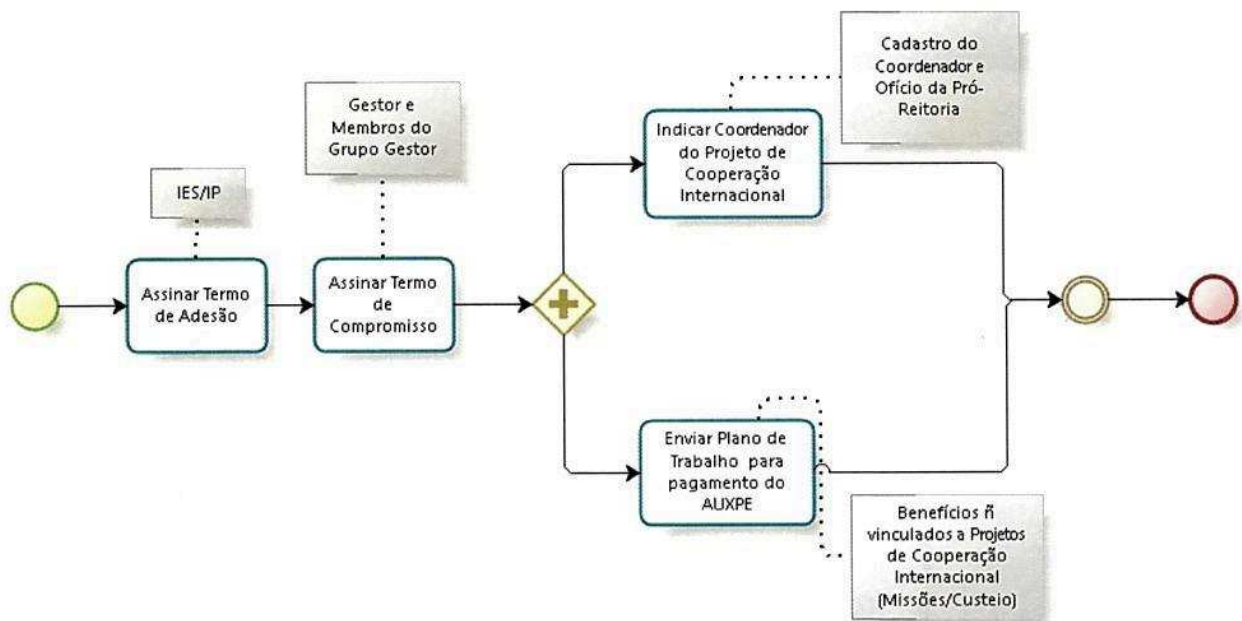 Cadastro do
Coordenador e
Ofício da Pró-
Reitoria
Gestor e
Membros do
Grupo Gestor
Indicar Coordenador
do Projeto de
Cooperação
Internacional
IES/IP
Assinar Termo
de Adesão
Assinar Termo
de
Compromisso
Enviar Plano de
Trabalho para
pagamento do
AUXPE
Benefícios ñ
vinculados a Projetos
de Cooperação
Internacional
(Missões/Custeio)